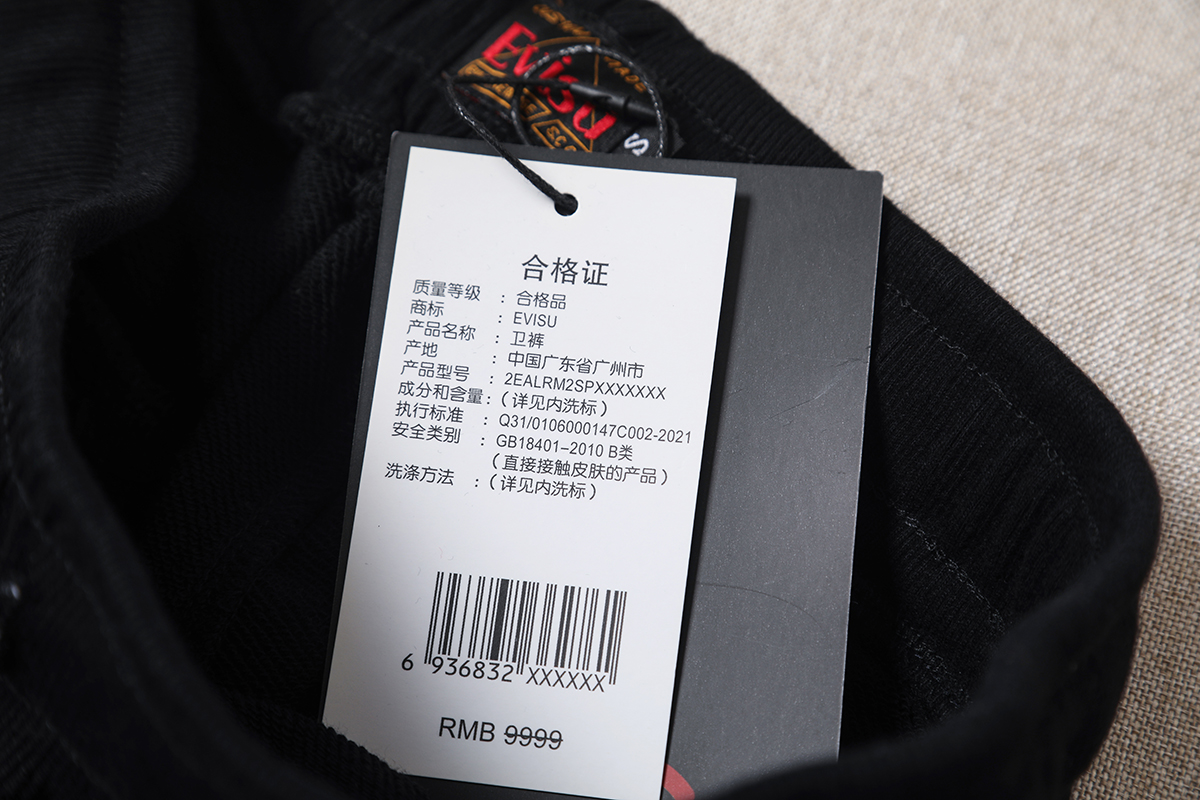 Evisu
S
合格证
质量等级 : 合格品
商标 : EVISU
产品名称 : 卫裤
产地 : 中国广东省广州市
产品型号 : 2EALRM2SPXXXXXXX
成分和含量 : (详见内洗标)
执行标准 : Q31/0106000147C002-2021
安全类别 : GB18401-2010 B类
(直接接触皮肤的产品)
洗涤方法 : (详见内洗标)
6 936832 XXXXXX
RMB 9999